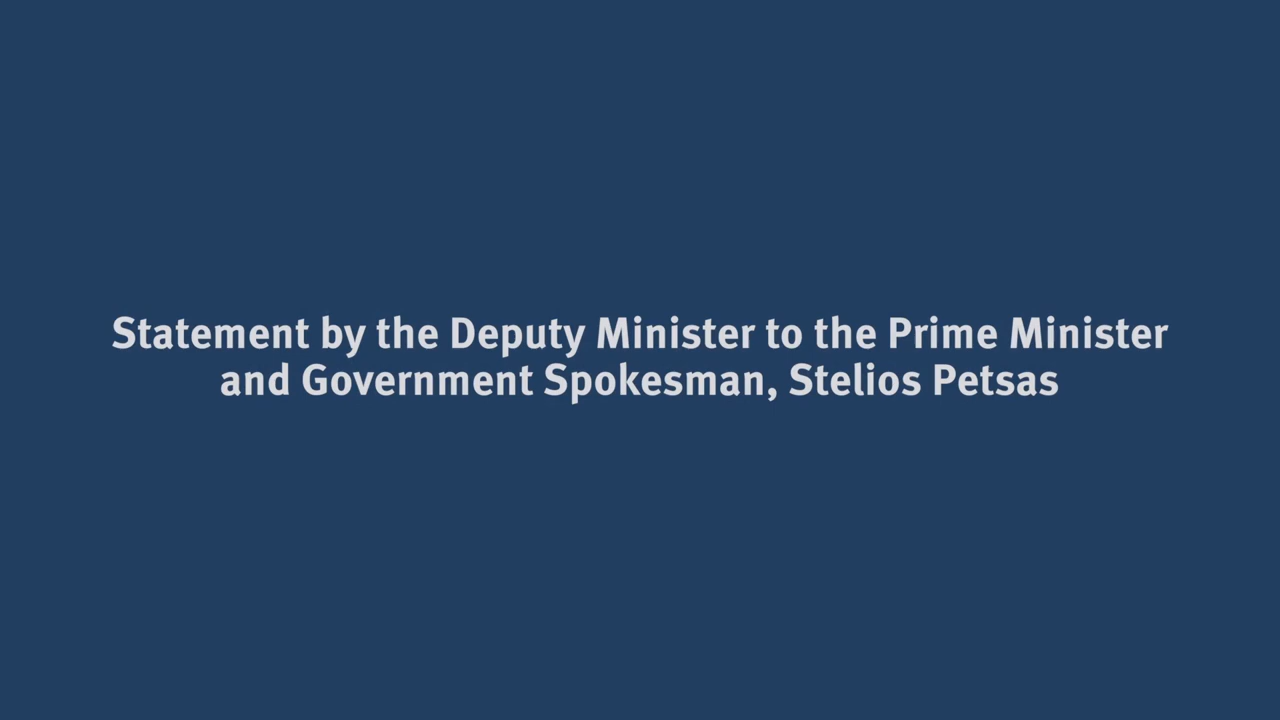 Statement by the Deputy Minister to the Prime Minister
and Government Spokesman, Stelios Petsas